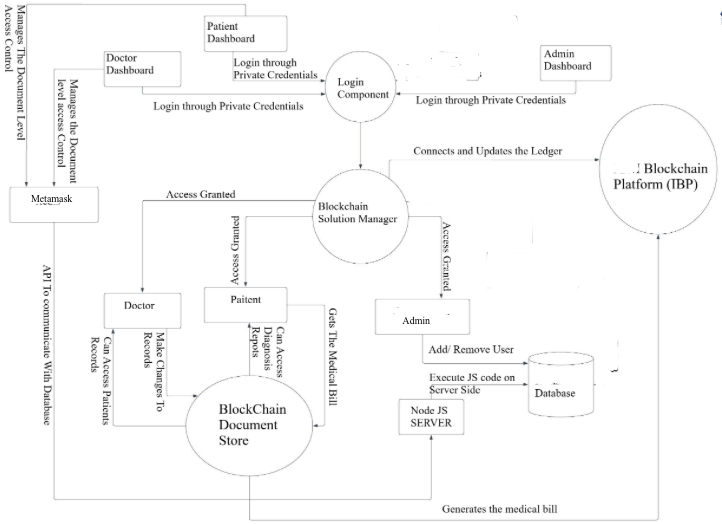 Patient
Dashboard
Manages The Document Level
Access Control
Doctor
Dashboard
Login through
Private Credentials
Login
Component
Admin
Dashboard
Login through Private Credentials
Login through Private Credentials
Manages the Document
level access Control
Connects and Updates the Ledger
Blockchain
Platform (IBP)
Metamask
Access Granted
Blockchain
Solution Manager
Access Granted
Access Granted
API To communicate With Database
Doctor
Paitent
Admin
Can Access Patients
Records
Make Changes To
Records
Can Access
Diagnosis
Repots
Gets The Medical Bill
Add/ Remove User
Execute JS code on
Server Side
Database
BlockChain
Document
Store
Node JS
SERVER
Generates the medical bill